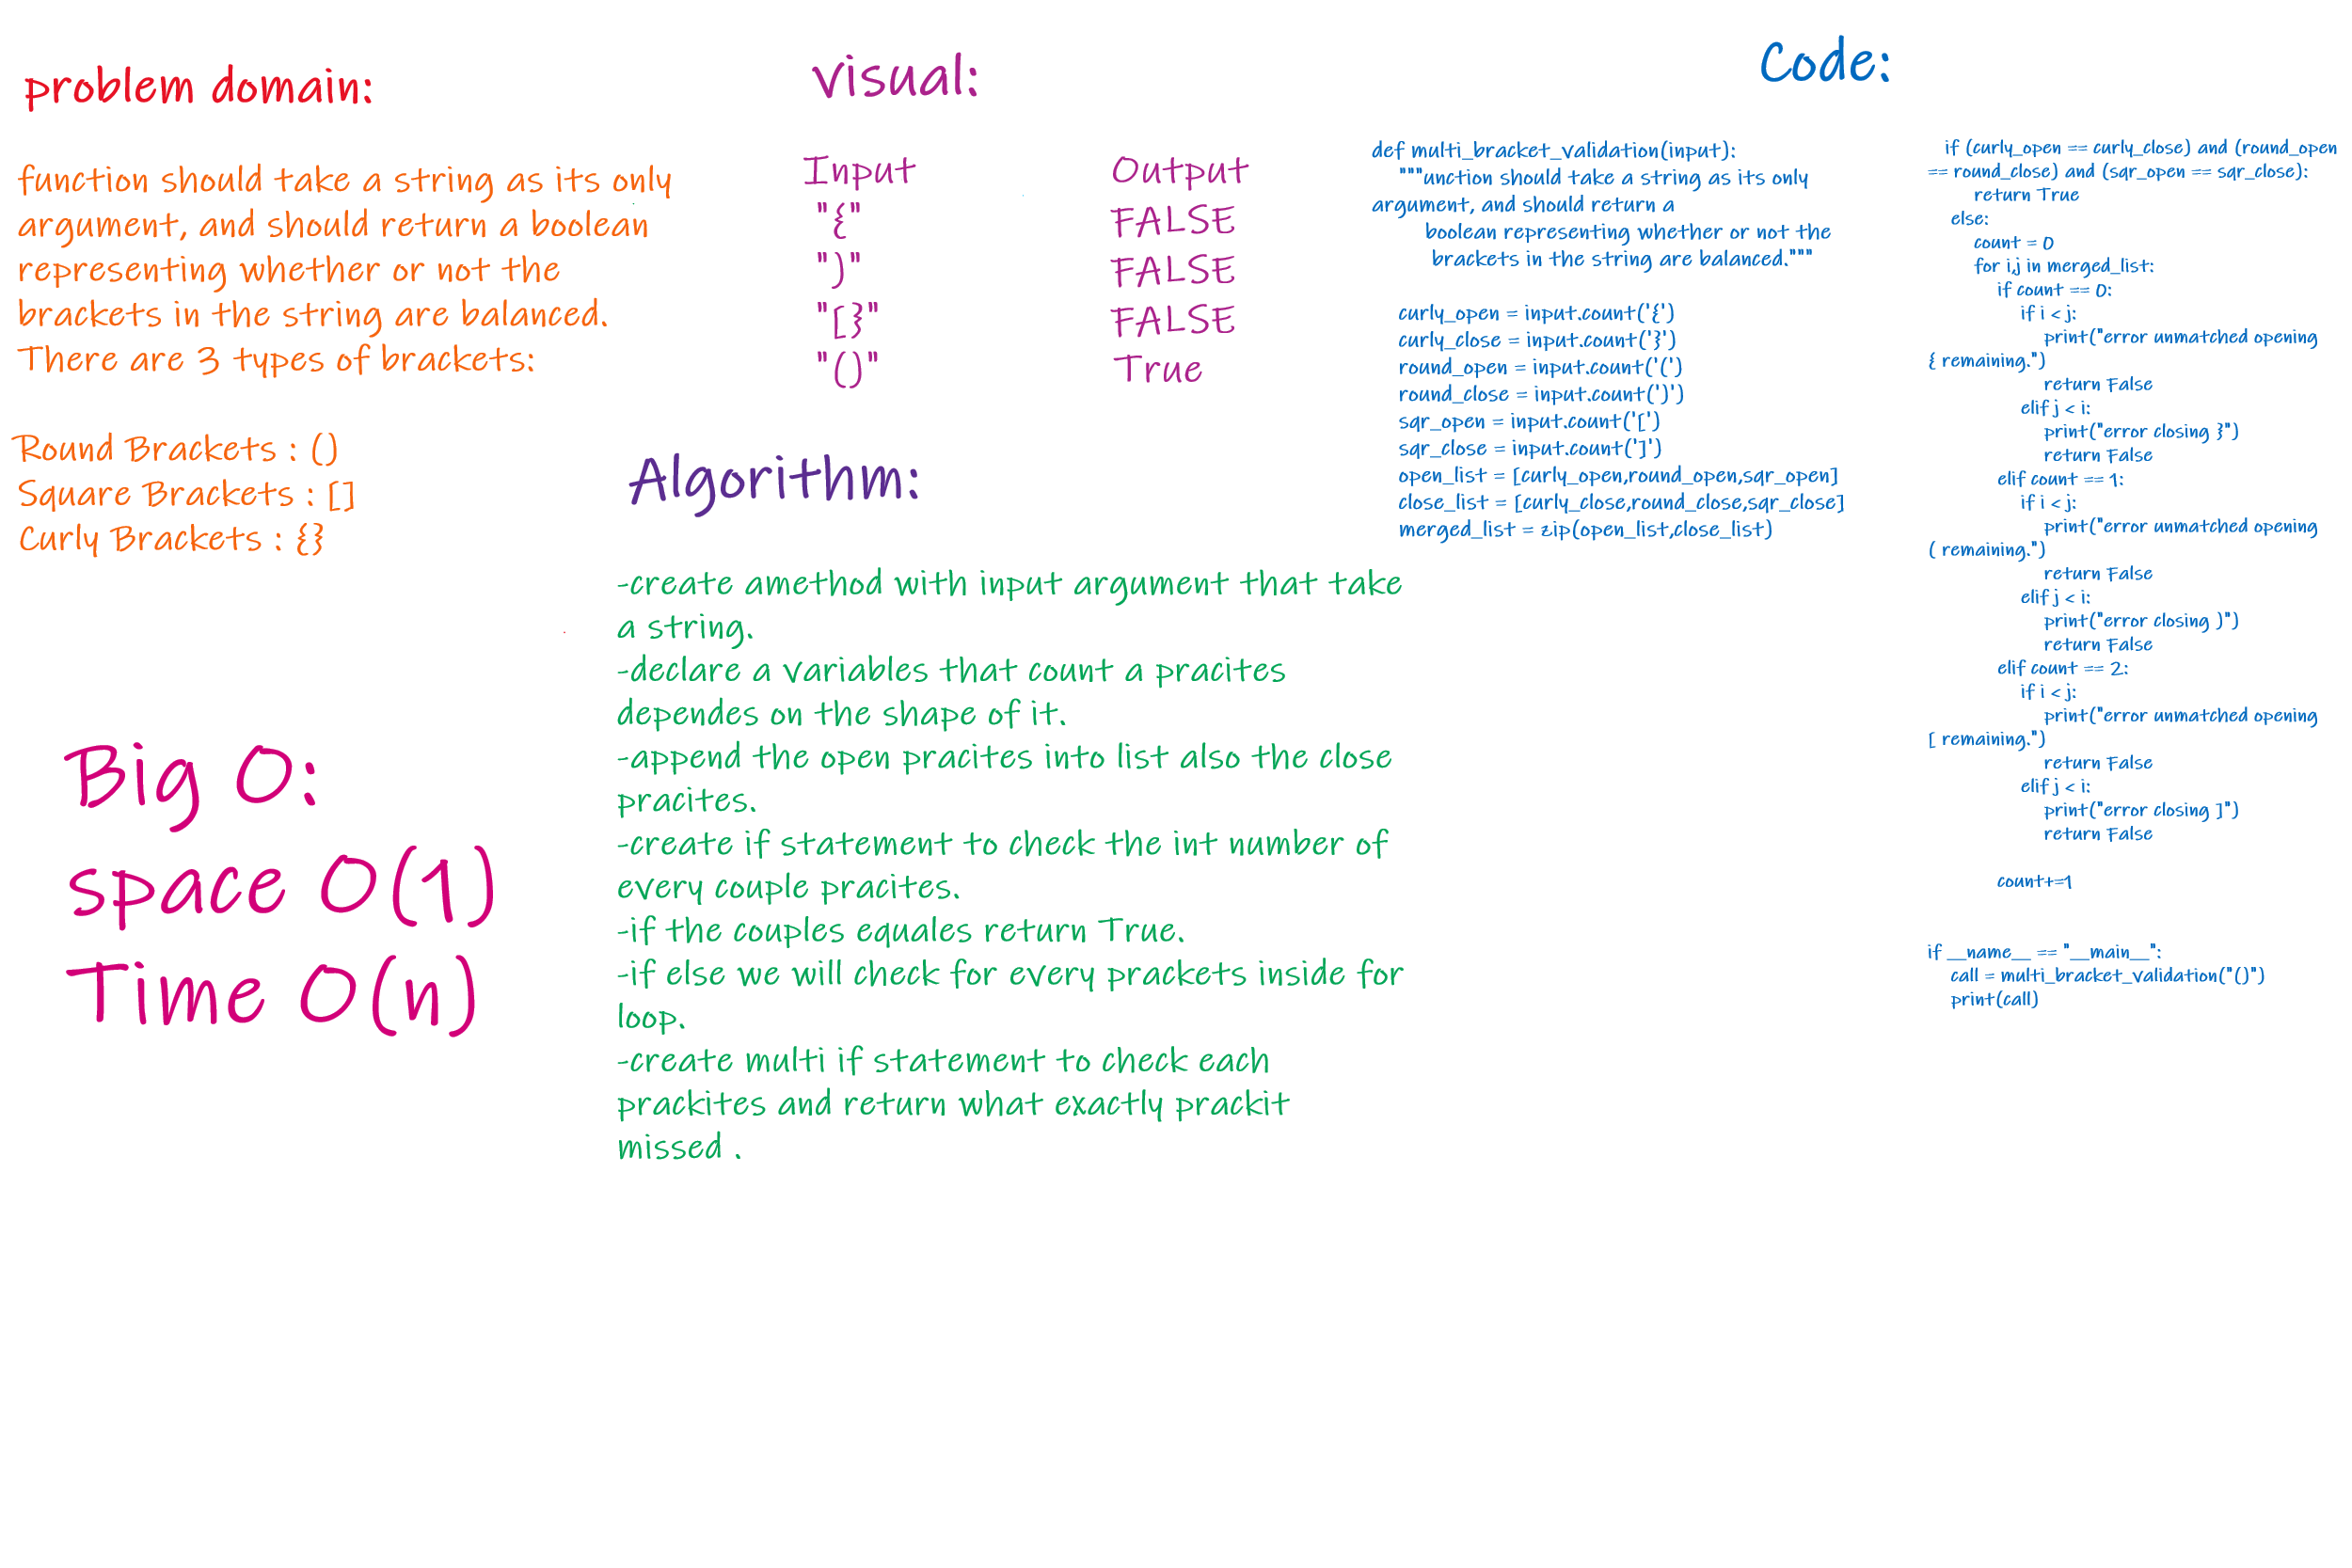 problem domain:
function should take a string as its only
argument, and should return a boolean
representing whether or not the
brackets in the string are balanced.
There are 3 types of brackets:
Round Brackets : ()
Square Brackets : []
Curly Brackets : {}
Big O:
space O(1)
Time O(n)
visual:
Input Output
"{" FALSE
")" FALSE
"[}" FALSE
"()" True
Algorithm:
-create amethod with input argument that take
a string.
-declare a variables that count a pracites
dependes on the shape of it.
-append the open pracites into list also the close
pracites.
-create if statement to check the int number of
every couple pracites.
-if the couples equales return True.
-if else we will check for every prackets inside for
loop.
-create multi if statement to check each
prackites and return what exactly prackit
missed .
Code:
def multi_bracket_validation(input):
"""unction should take a string as its only
argument, and should return a
boolean representing whether or not the
brackets in the string are balanced."""
curly_open = input.count('{')
curly_close = input.count('}')
round_open = input.count('(')
round_close = input.count(')')
sqr_open = input.count('[')
sqr_close = input.count(']')
open_list = [curly_open,round_open,sqr_open]
close_list = [curly_close,round_close,sqr_close]
merged_list = zip(open_list,close_list)
if (curly_open == curly_close) and (round_open
== round_close) and (sqr_open == sqr_close):
return True
else:
count = 0
for i,j in merged_list:
if count == 0:
if i < j:
print("error unmatched opening
{ remaining.")
return False
elif j < i:
print("error closing }")
return False
elif count == 1:
if i < j:
print("error unmatched opening
( remaining.")
return False
elif j < i:
print("error closing )")
return False
elif count == 2:
if i < j:
print("error unmatched opening
[ remaining.")
return False
elif j < i:
print("error closing ]")
return False
count+=1
if __name__ == "__main__":
call = multi_bracket_validation("()")
print(call)